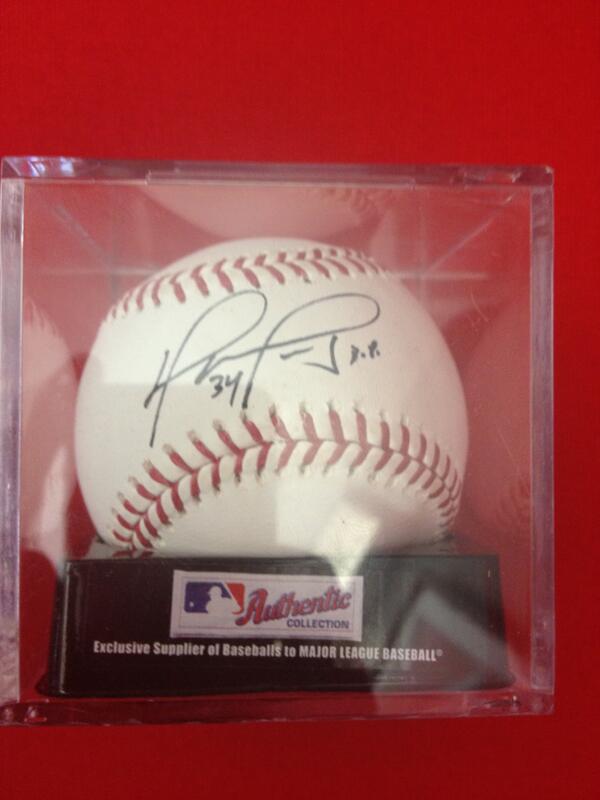 34
Authentic
COLLECTION
Exclusive Supplier of Baseballs to MAJOR LEAGUE BASEBALL®